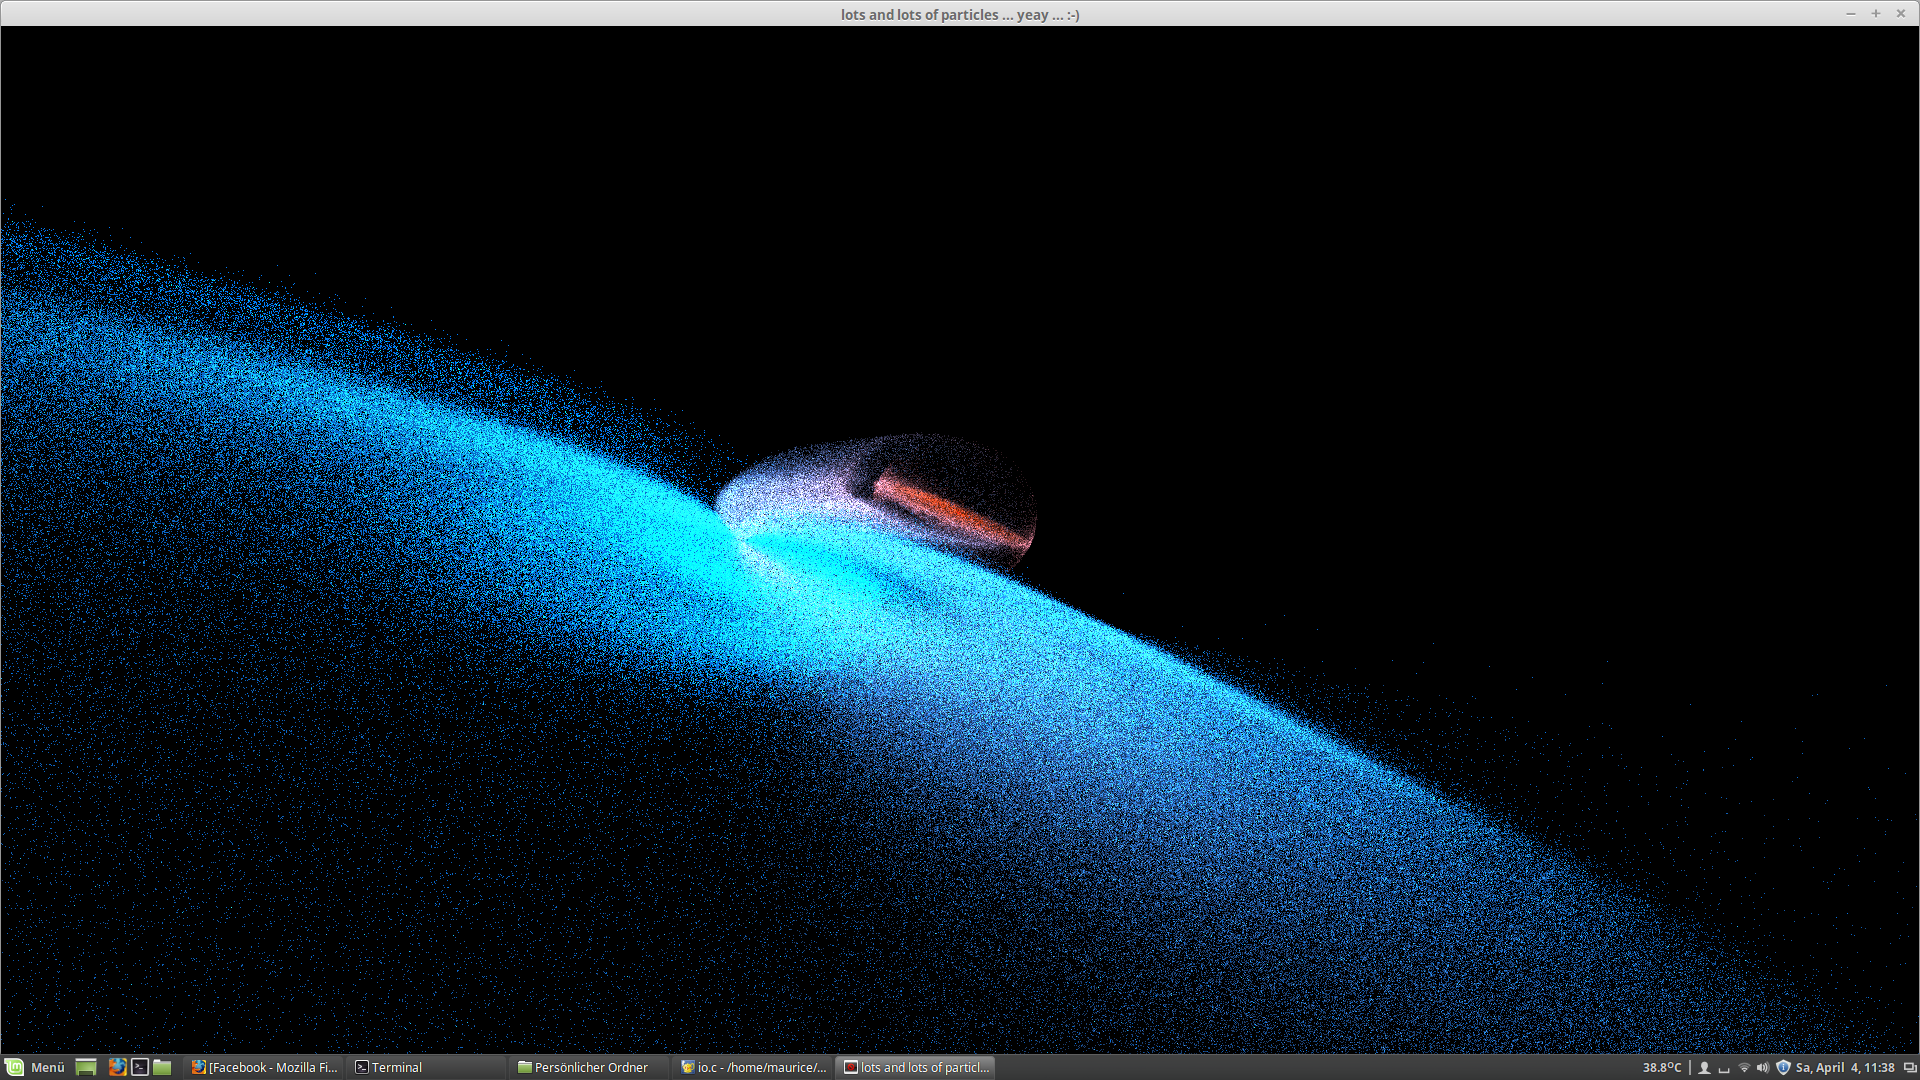 lots and lots of particles ... yeay ... :-)
Menü
[Facebook - Mozilla Fi...
Terminal
Persönlicher Ordner
io.c - /home/maurice/...
lots and lots of particl...
38.8°C
Sa, April 4, 11:38